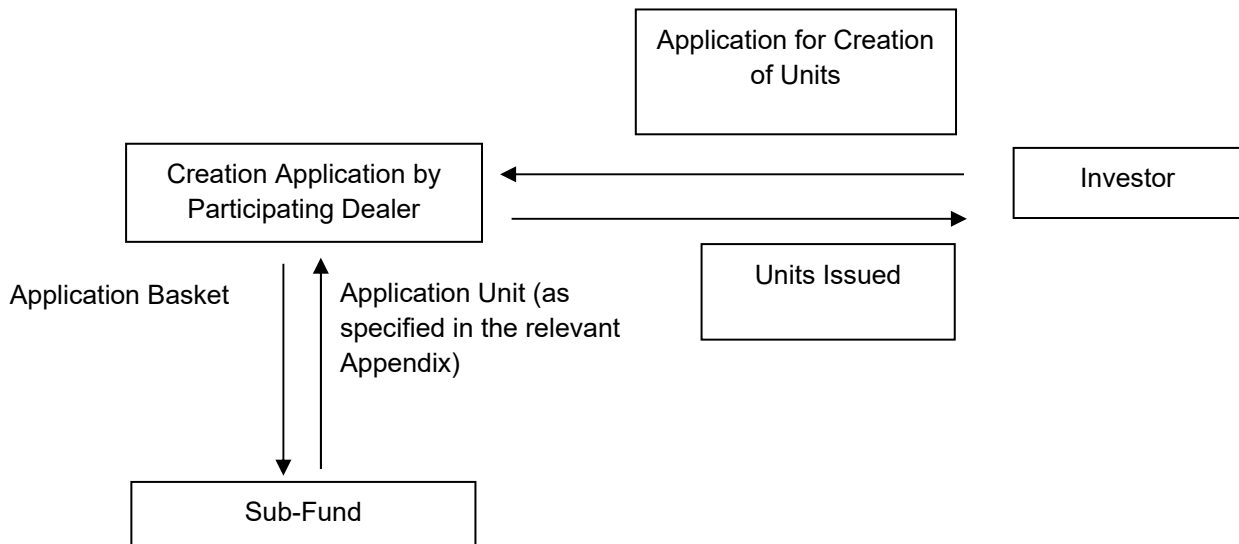 Application for Creation
of Units
Creation Application by
Participating Dealer
Investor
Units Issued
Application Basket
Application Unit (as
specified in the relevant
Appendix)
Sub-Fund